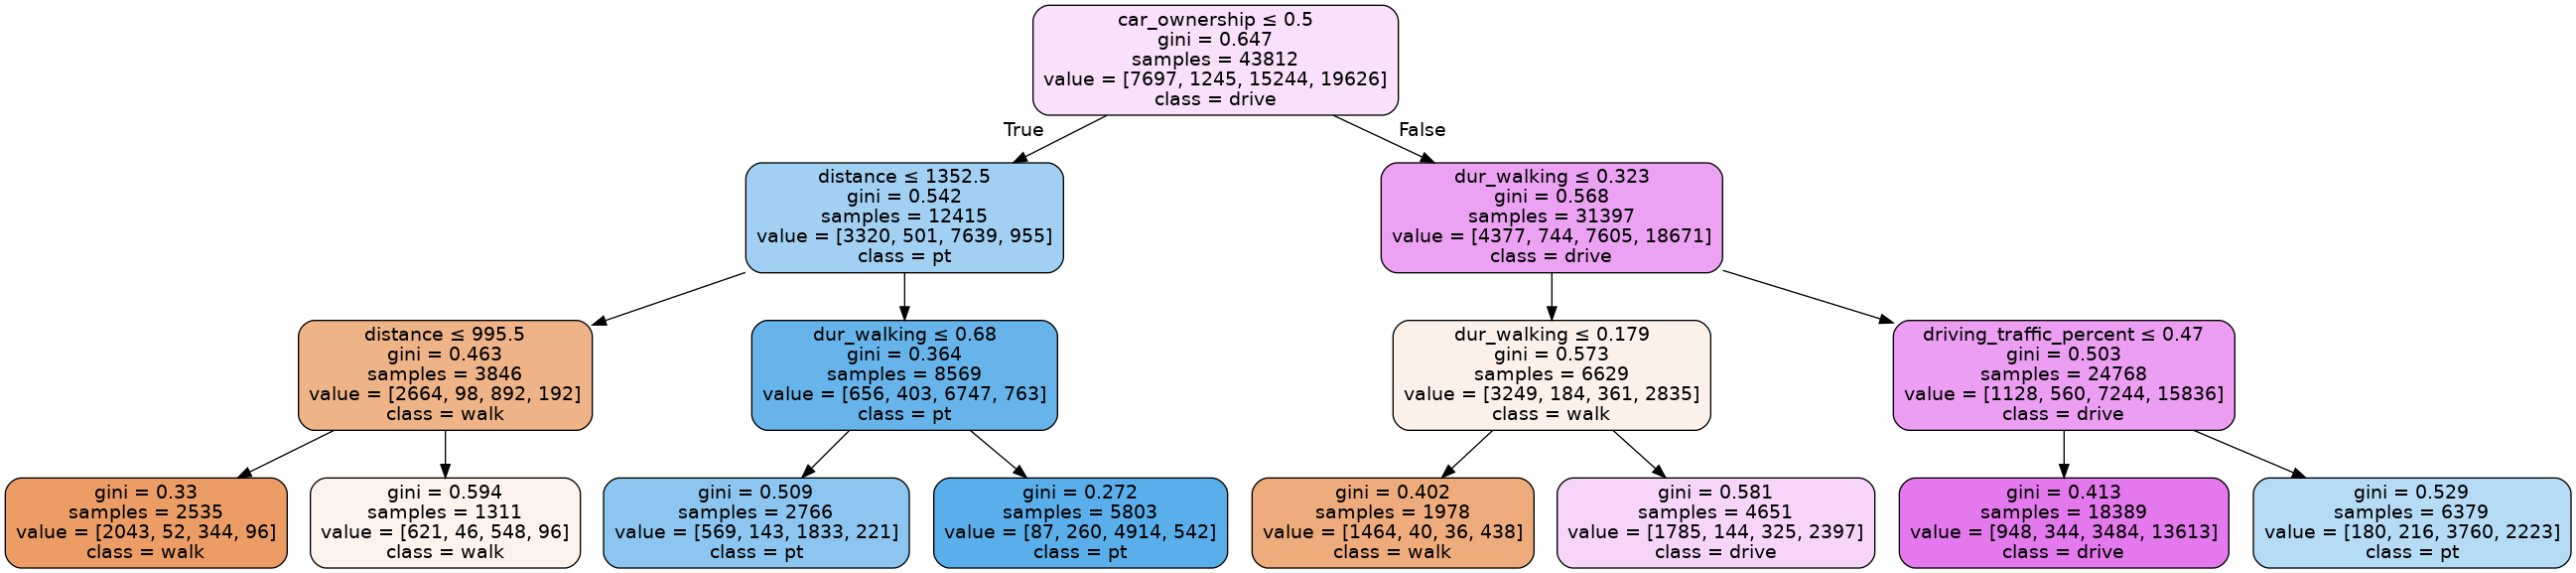 car_ownership ≤ 0.5
gini = 0.647
samples = 43812
value = [7697, 1245, 15244, 19626]
class = drive
True
False
distance ≤ 1352.5
gini = 0.542
samples = 12415
value = [3320, 501, 7639, 955]
class = pt
dur_walking ≤ 0.323
gini = 0.568
samples = 31397
value = [4377, 744, 7605, 18671]
class = drive
distance ≤ 995.5
gini = 0.463
samples = 3846
value = [2664, 98, 892, 192]
class = walk
dur_walking ≤ 0.68
gini = 0.364
samples = 8569
value = [656, 403, 6747, 763]
class = pt
dur_walking ≤ 0.179
gini = 0.573
samples = 6629
value = [3249, 184, 361, 2835]
class = walk
driving_traffic_percent ≤ 0.47
gini = 0.503
samples = 24768
value = [1128, 560, 7244, 15836]
class = drive
gini = 0.33
samples = 2535
value = [2043, 52, 344, 96]
class = walk
gini = 0.594
samples = 1311
value = [621, 46, 548, 96]
class = walk
gini = 0.509
samples = 2766
value = [569, 143, 1833, 221]
class = pt
gini = 0.272
samples = 5803
value = [87, 260, 4914, 542]
class = pt
gini = 0.402
samples = 1978
value = [1464, 40, 36, 438]
class = walk
gini = 0.581
samples = 4651
value = [1785, 144, 325, 2397]
class = drive
gini = 0.413
samples = 18389
value = [948, 344, 3484, 13613]
class = drive
gini = 0.529
samples = 6379
value = [180, 216, 3760, 2223]
class = pt